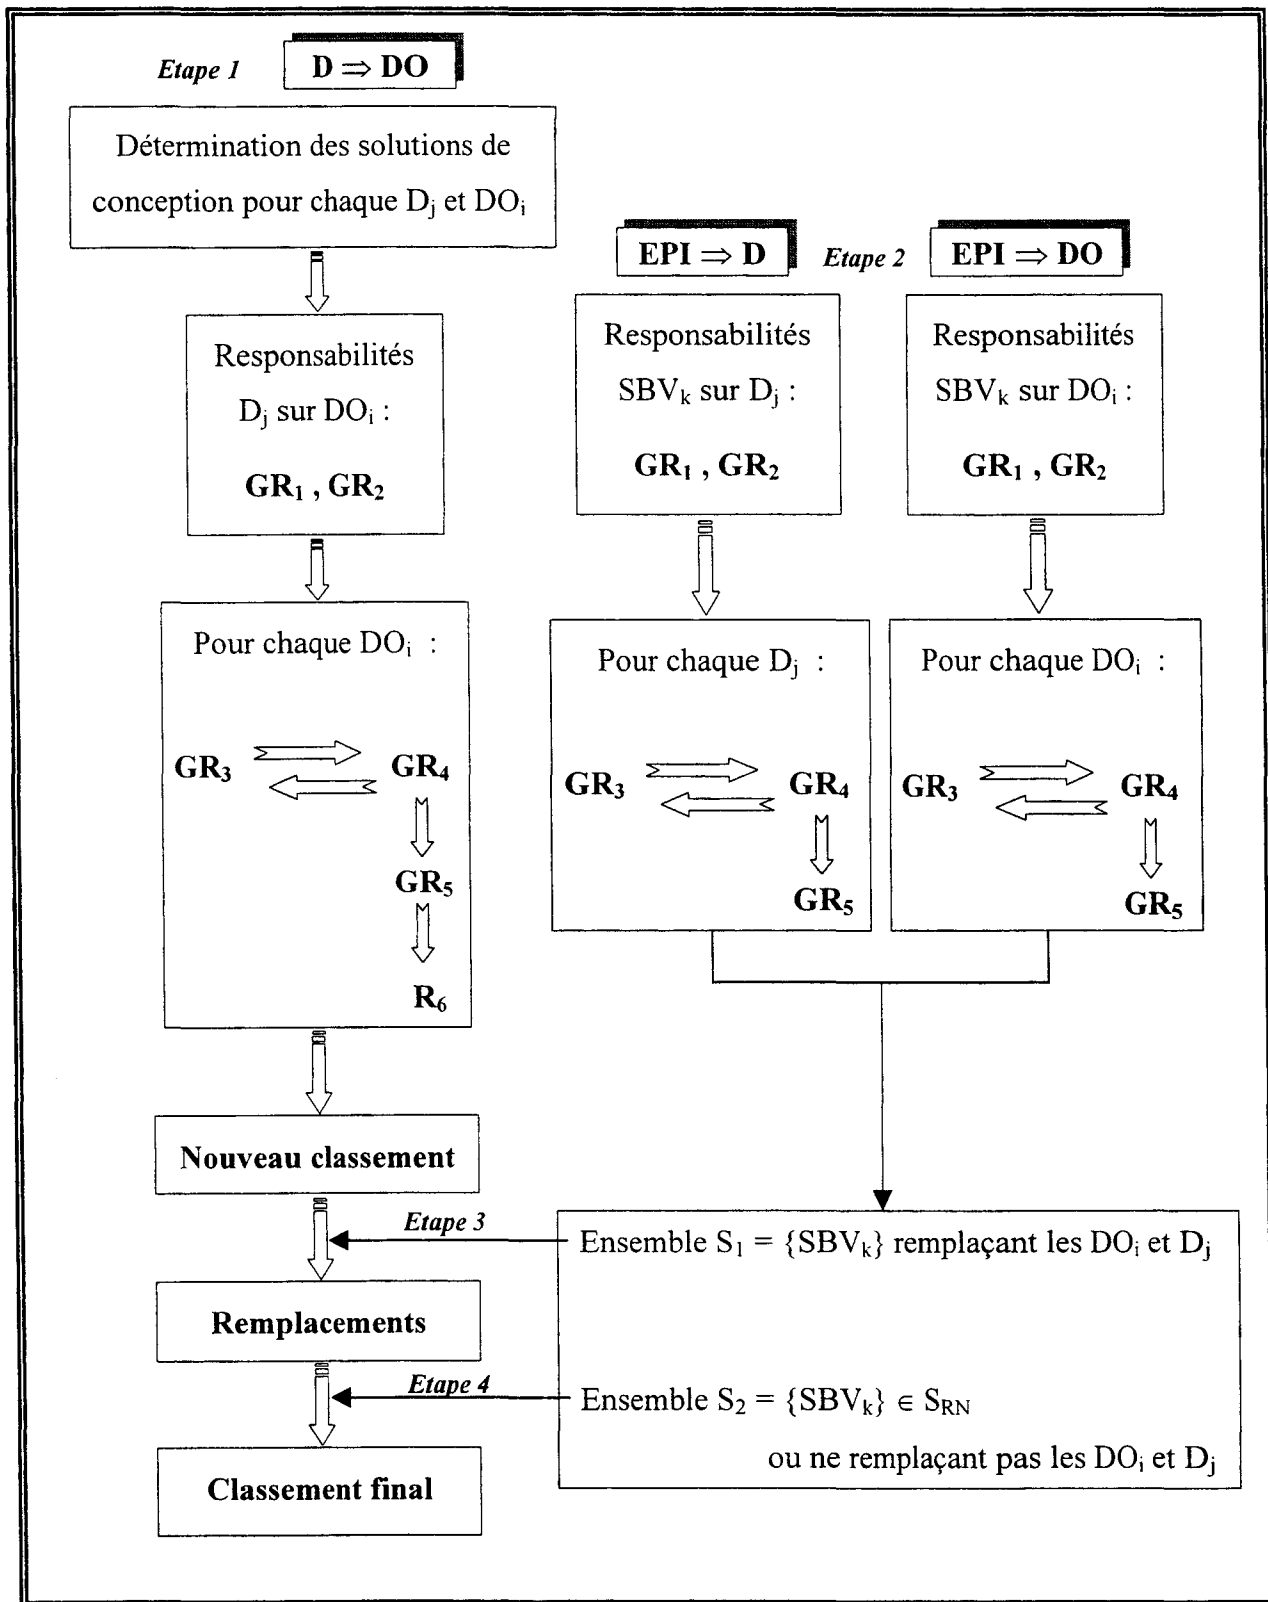 Etape 1
D ⇒ DO
Détermination des solutions de
conception pour chaque Dj et DOi
Responsabilités
Dj sur DOi :
GR1 , GR2
Pour chaque DOi :
GR3
GR4
GR5
R6
Nouveau classement
Remplacements
Classement final
EPI ⇒ D
Etape 2
EPI ⇒ DO
Responsabilités
SBVk sur Dj :
GR1 , GR2
Responsabilités
SBVk sur DOi :
GR1 , GR2
Pour chaque Dj :
GR3
GR4
GR5
Pour chaque DOi :
GR3
GR4
GR5
Etape 3
Ensemble S1 = {SBVk} remplaçant les DOi et Dj
Etape 4
Ensemble S2 = {SBVk} ∈ SRN
ou ne remplaçant pas les DOi et Dj